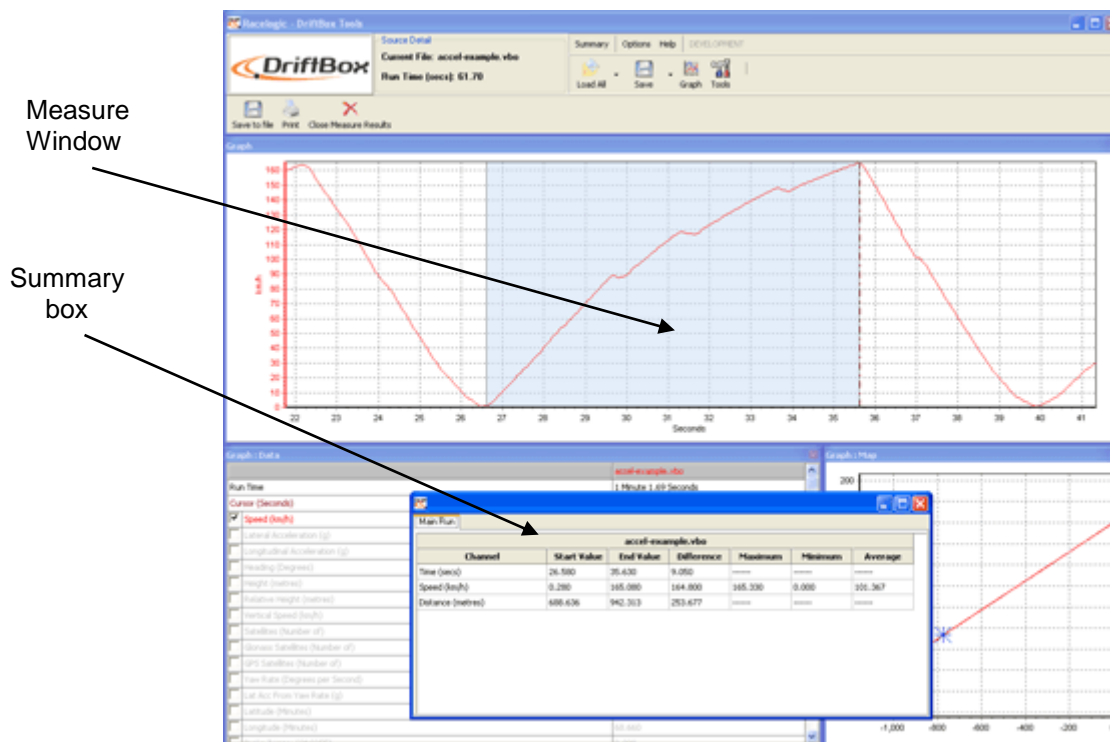 Racelogic - DriftBox Tools
DriftBox
Source Detail
Current File: accel-example.vbo
Run Time (secs): 61.70
Summary Options Help DEVELOPMENT
Load All Save Graph Tools
Save to file Print Close Measure Results
Measure
Window
Summary
box
Graph
160
150
140
130
120
110
100
90
80
70
60
50
40
30
20
10
0
km/h
22 23 24 25 26 27 28 29 30 31 32 33 34 35 36 37 38 39 40 41
Seconds
Graph : Data
accel-example.vbo
Run Time 1 Minute 1.69 Seconds
Cursor (Seconds)
Speed (km/h)
Lateral Acceleration (g)
Longitudinal Acceleration (g)
Heading (Degrees)
Height (metres)
Relative Height (metres)
Vertical Speed (km/h)
Satellites (Number of)
Glonass Satellites (Number of)
GPS Satellites (Number of)
Yaw Rate (Degrees per Second)
Lat Acc From Yaw Rate (g)
Latitude (Minutes)
Longitude (Minutes)
Main Run
accel-example.vbo
Channel Start Value End Value Difference Maximum Minimum Average
Time (secs) 26.580 35.630 9.050 ----- ----- -----
Speed (km/h) 0.280 165.080 164.800 165.330 0.000 101.367
Distance (metres) 688.636 942.313 253.677 ----- ----- -----
Graph : Map
200
-1,000 -800 -600 -400 -200